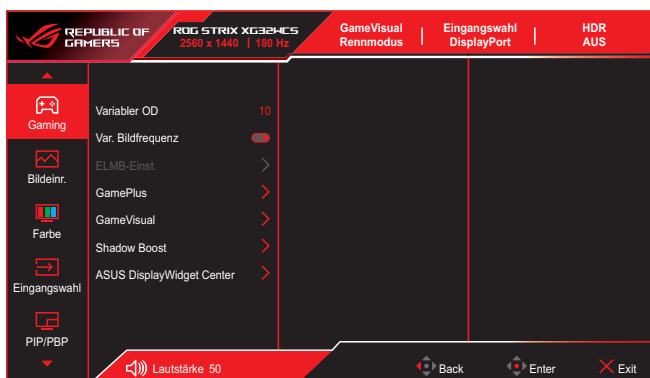 REPUBLIC OF
GAMERS
ROG STRIX XG32WCS
2560 x 1440 | 180 Hz
GameVisual
Rennmodus
Eingangswahl
DisplayPort
HDR
AUS
Gaming
Bildeinr.
Farbe
Eingangswahl
PIP/PBP
Variabler OD 10
Var. Bildfrequenz
ELMB-Einst.
GamePlus
GameVisual
Shadow Boost
ASUS DisplayWidget Center
Lautstärke 50
Back
Enter
Exit